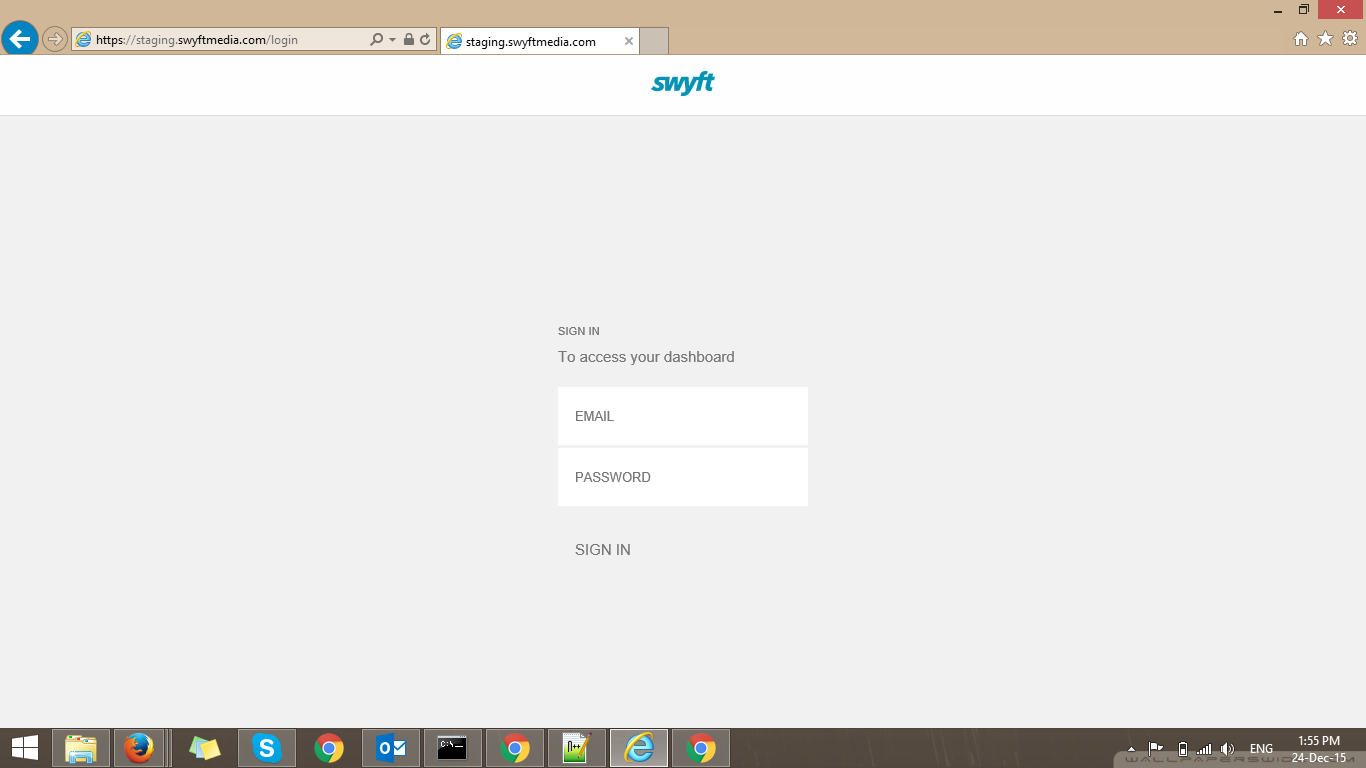 https://staging.swyftmedia.com/login
staging.swyftmedia.com
swyft
SIGN IN
To access your dashboard
EMAIL
PASSWORD
SIGN IN
C:\_
ENG
1:55 PM
24-Dec-15